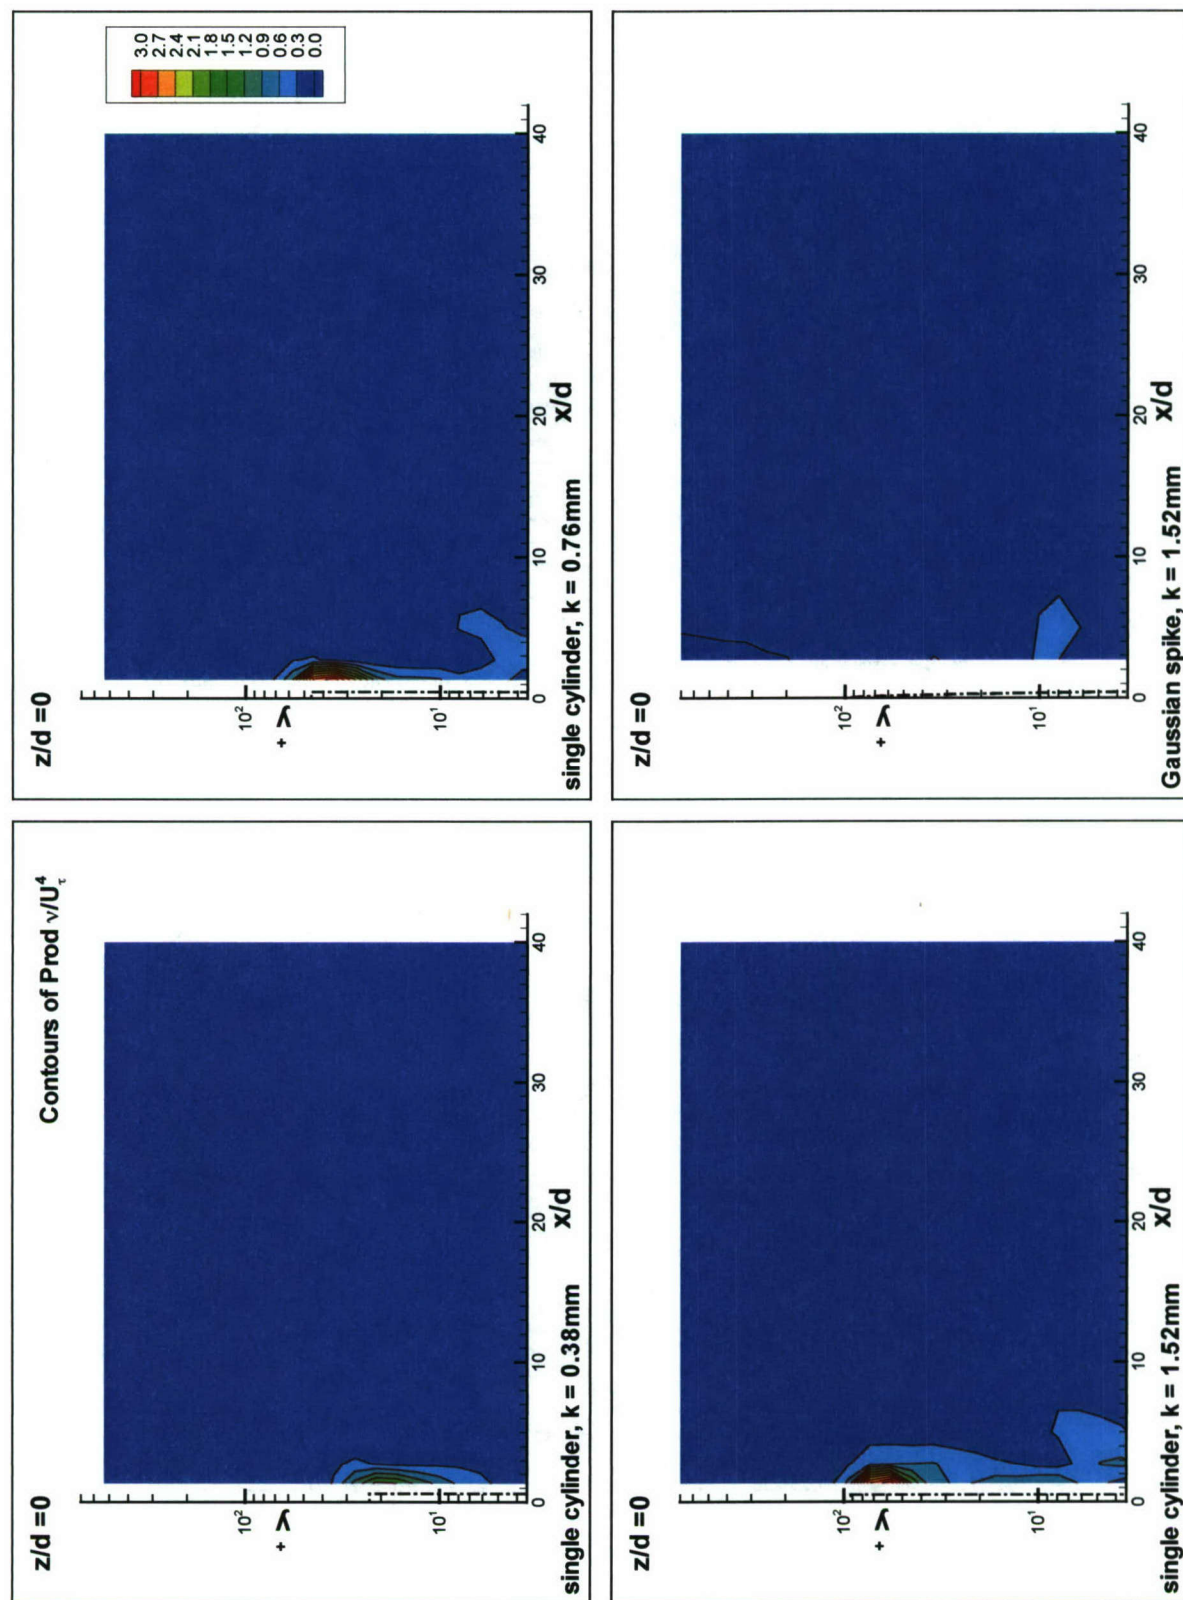 z/d =0
Contours of Prod ν/U⁴τ
10²
y+
10¹
0 10 20 30 40
x/d
single cylinder, k = 0.38mm
z/d =0
3.0
2.7
2.4
2.1
1.8
1.5
1.2
0.9
0.6
0.3
0.0
10²
y+
10¹
0 10 20 30 40
x/d
single cylinder, k = 0.76mm
z/d =0
10²
y+
10¹
0 10 20 30 40
x/d
single cylinder, k = 1.52mm
z/d =0
10²
y+
10¹
0 10 20 30 40
x/d
Gaussian spike, k = 1.52mm